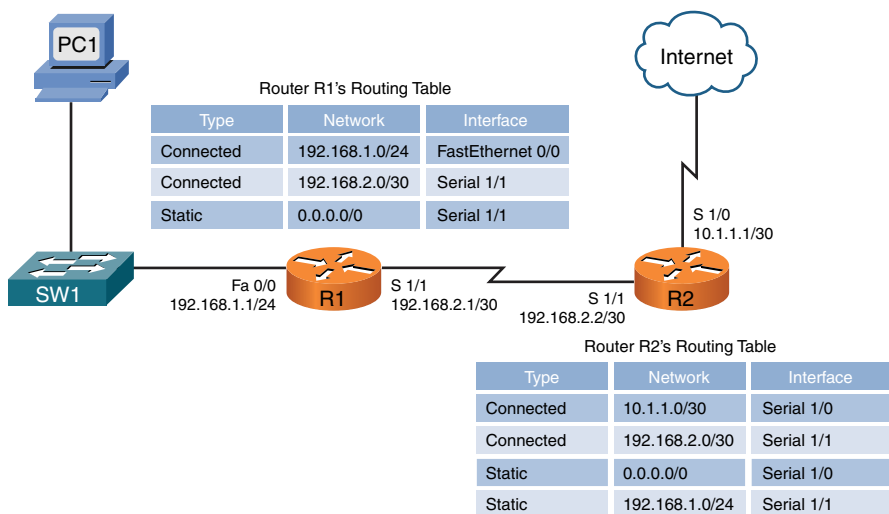 PC1
Internet
Router R1's Routing Table
Type Network Interface
Connected 192.168.1.0/24 FastEthernet 0/0
Connected 192.168.2.0/30 Serial 1/1
Static 0.0.0.0/0 Serial 1/1
S 1/0
10.1.1.1/30
SW1
Fa 0/0
192.168.1.1/24
R1
S 1/1
192.168.2.1/30
S 1/1
192.168.2.2/30
R2
Router R2's Routing Table
Type Network Interface
Connected 10.1.1.0/30 Serial 1/0
Connected 192.168.2.0/30 Serial 1/1
Static 0.0.0.0/0 Serial 1/0
Static 192.168.1.0/24 Serial 1/1